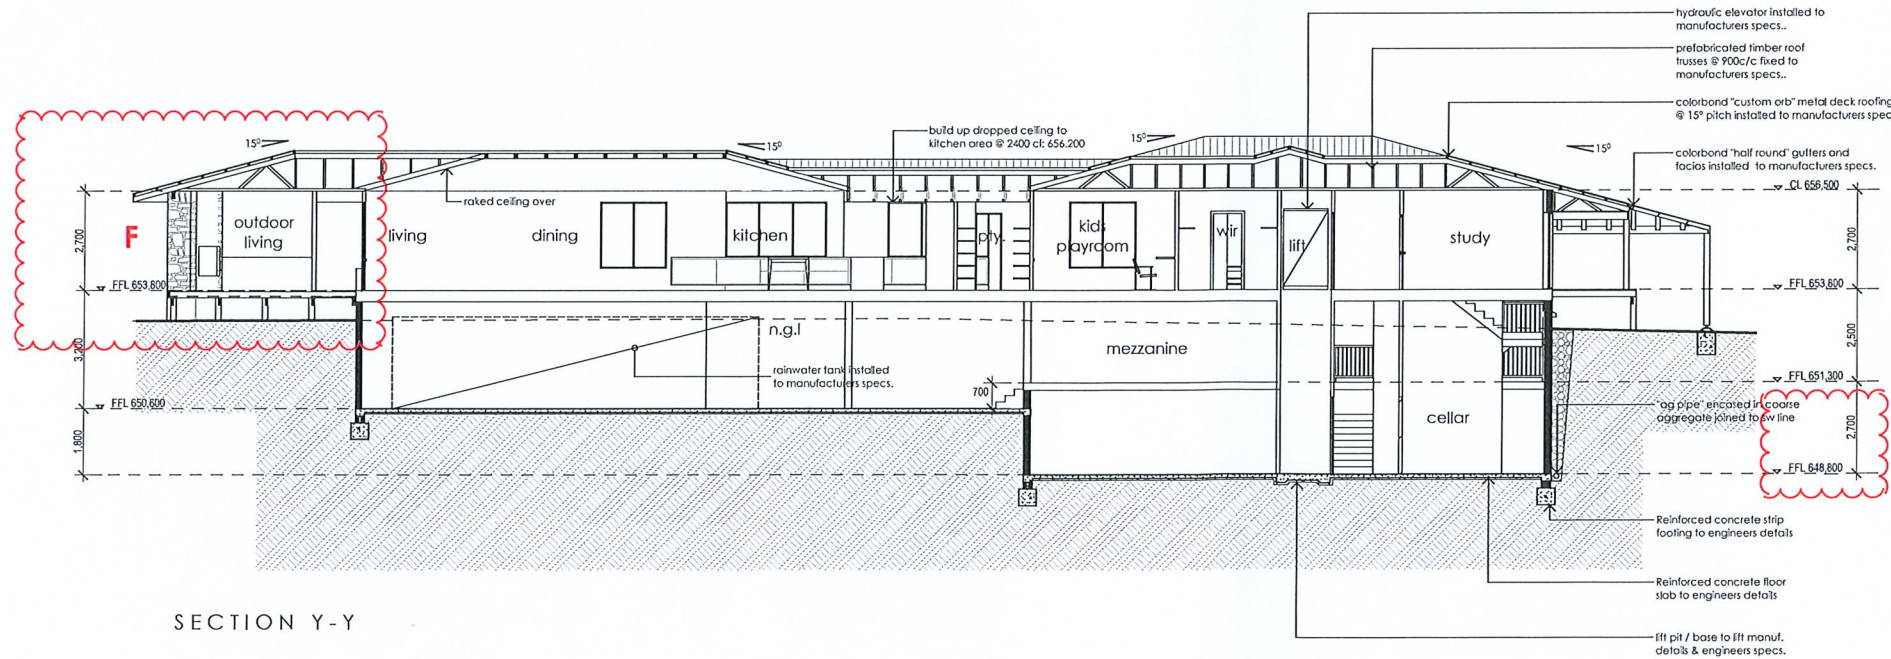 hydraulic elevator installed to
manufacturers specs..
prefabricated timber roof
trusses @ 900c/c fixed to
manufacturers specs..
colorbond "custom orb" metal deck roofing
@ 15° pitch installed to manufacturers spec
colorbond "half round" gutters and
facias installed to manufacturers specs.
build up dropped ceiling to
kitchen area @ 2400 cl: 656.200
15°
15°
15°
15°
raked ceiling over
CL 656,500
F
outdoor
living
living
dining
kitchen
pty.
kids
playroom
wir
lift
study
2,700
2,700
FFL 653,800
FFL 653,800
n.g.l
mezzanine
3,200
2,500
rainwater tank installed
to manufacturers specs.
700
FFL 651,300
FFL 650,600
cellar
"ag pipe" encased in coarse
aggregate joined to sw line
1,800
2,700
FFL 648,800
Reinforced concrete strip
footing to engineers details
Reinforced concrete floor
slab to engineers details
lift pit / base to lift manuf.
details & engineers specs.
SECTION Y-Y